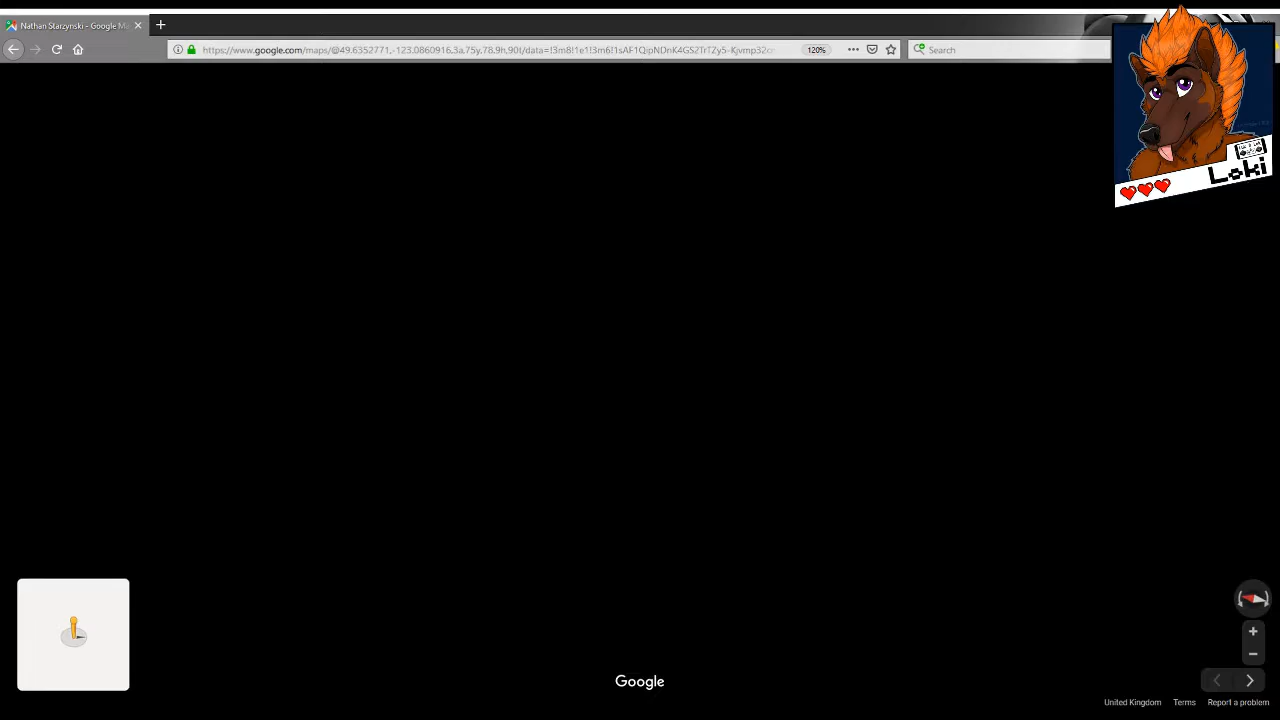 Nathan Starzynski - Google Ma
https://www.google.com/maps/@49.6352771,-123.0860916,3a,75y,78.9h,90t/data=!3m8!1e1!3m6!1sAF1QipNDnK4GS2TrTZy5-Kjvmp32c
120%
Search
Loki
Google
United Kingdom Terms Report a problem